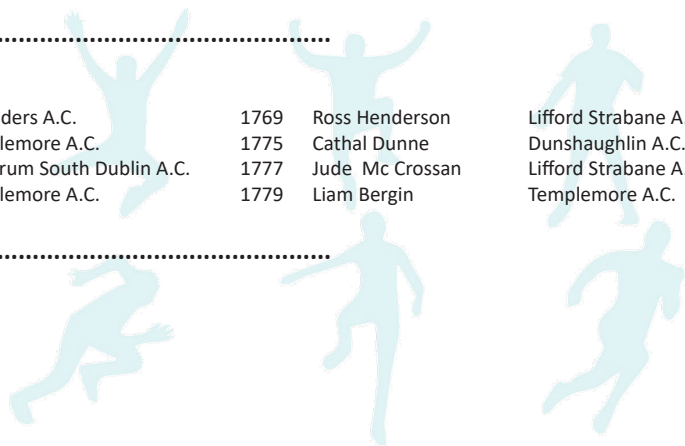 ders A.C. 1769 Ross Henderson Lifford Strabane A.
lemore A.C. 1775 Cathal Dunne Dunshaughlin A.C.
rum South Dublin A.C. 1777 Jude Mc Crossan Lifford Strabane A.
lemore A.C. 1779 Liam Bergin Templemore A.C.